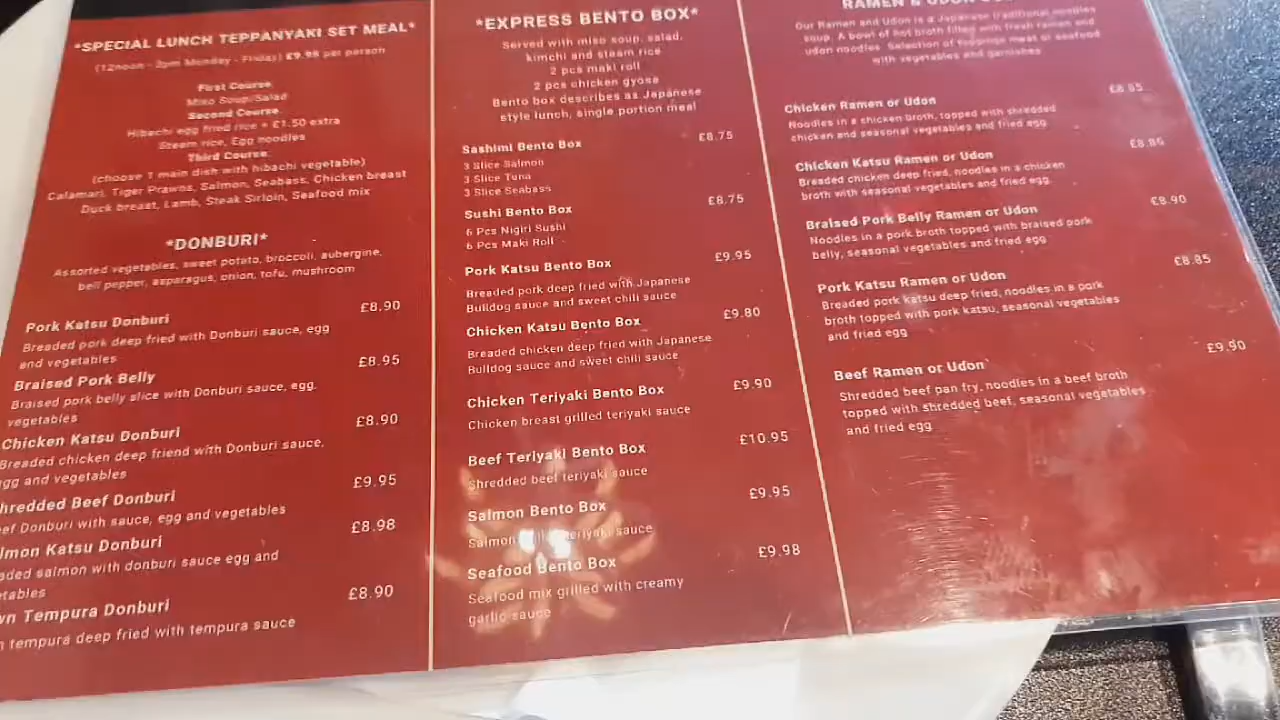 *SPECIAL LUNCH TEPPANYAKI SET MEAL*
(12noon - 2pm Monday - Friday) £9.98 per person
First Course
Miso Soup/Salad
Second Course
Hibachi egg fried rice + £1.50 extra
Steam rice, Egg noodles
Third Course
(choose 1 main dish with hibachi vegetable)
Calamari, Tiger Prawns, Salmon, Seabass, Chicken breast
Duck breast, Lamb, Steak Sirloin, Seafood mix
*DONBURI*
Assorted vegetables, sweet potato, broccoli, aubergine,
bell pepper, asparagus, onion, tofu, mushroom
Pork Katsu Donburi £8.90
Breaded pork deep fried with Donburi sauce, egg
and vegetables
Braised Pork Belly £8.95
Braised pork belly slice with Donburi sauce, egg,
vegetables
Chicken Katsu Donburi £8.90
Breaded chicken deep friend with Donburi sauce,
egg and vegetables
hredded Beef Donburi £9.95
ef Donburi with sauce, egg and vegetables
lmon Katsu Donburi £8.98
aded salmon with donburi sauce egg and
etables
wn Tempura Donburi £8.90
n tempura deep fried with tempura sauce
*EXPRESS BENTO BOX*
Served with miso soup, salad,
kimchi and steam rice
2 pcs maki roll
2 pcs chicken gyosa
Bento box describes as Japanese
style lunch, single portion meal
Sashimi Bento Box £8.75
3 Slice Salmon
3 Slice Tuna
3 Slice Seabass
Sushi Bento Box £8.75
6 Pcs Nigiri Sushi
6 Pcs Maki Roll
Pork Katsu Bento Box £9.95
Breaded pork deep fried with Japanese
Bulldog sauce and sweet chili sauce
Chicken Katsu Bento Box £9.80
Breaded chicken deep fried with Japanese
Bulldog sauce and sweet chili sauce
Chicken Teriyaki Bento Box £9.90
Chicken breast grilled teriyaki sauce
Beef Teriyaki Bento Box £10.95
Shredded beef teriyaki sauce
Salmon Bento Box £9.95
Salmon teriyaki sauce
Seafood Bento Box £9.98
Seafood mix grilled with creamy
garlic sauce
RAMEN & UDON
Our Ramen and Udon is a Japanese traditional noodles
soup. A bowl of hot broth filled with fresh ramen and
udon noodles. Selection of toppings meat or seafood
with vegetables and garnishes
Chicken Ramen or Udon £8.85
Noodles in a chicken broth, topped with shredded
chicken and seasonal vegetables and fried egg
Chicken Katsu Ramen or Udon £8.86
Breaded chicken deep fried, noodles in a chicken
broth with seasonal vegetables and fried egg
Braised Pork Belly Ramen or Udon £8.90
Noodles in a pork broth topped with braised pork
belly, seasonal vegetables and fried egg
Pork Katsu Ramen or Udon £8.85
Breaded pork katsu deep fried, noodles in a pork
broth topped with pork katsu, seasonal vegetables
and fried egg
Beef Ramen or Udon £9.90
Shredded beef pan fry, noodles in a beef broth
topped with shredded beef, seasonal vegetables
and fried egg